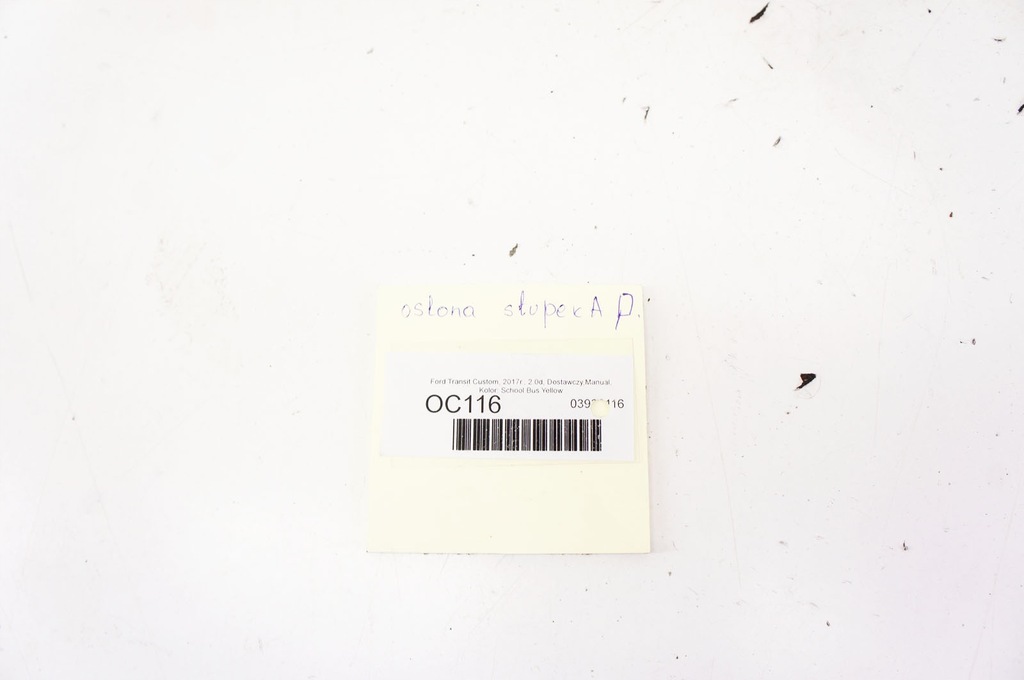 osłona słupek A P.
Ford Transit Custom, 2017r., 2.0d, Dostawczy,Manual,
Kolor: School Bus Yellow
OC116